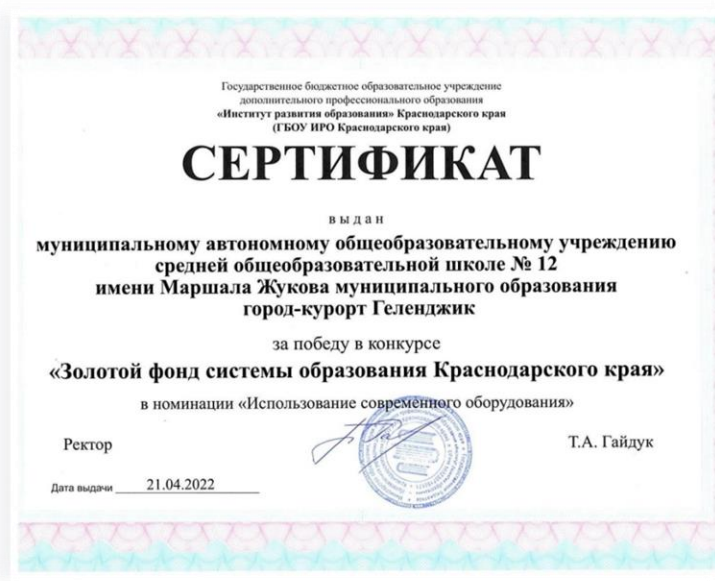 Государственное бюджетное образовательное учреждение
дополнительного профессионального образования
«Институт развития образования» Краснодарского края
(ГБОУ ИРО Краснодарского края)
СЕРТИФИКАТ
выдан
муниципальному автономному общеобразовательному учреждению
средней общеобразовательной школе № 12
имени Маршала Жукова муниципального образования
город-курорт Геленджик
за победу в конкурсе
«Золотой фонд системы образования Краснодарского края»
в номинации «Использование современного оборудования»
Ректор
Т.А. Гайдук
Дата выдачи 21.04.2022